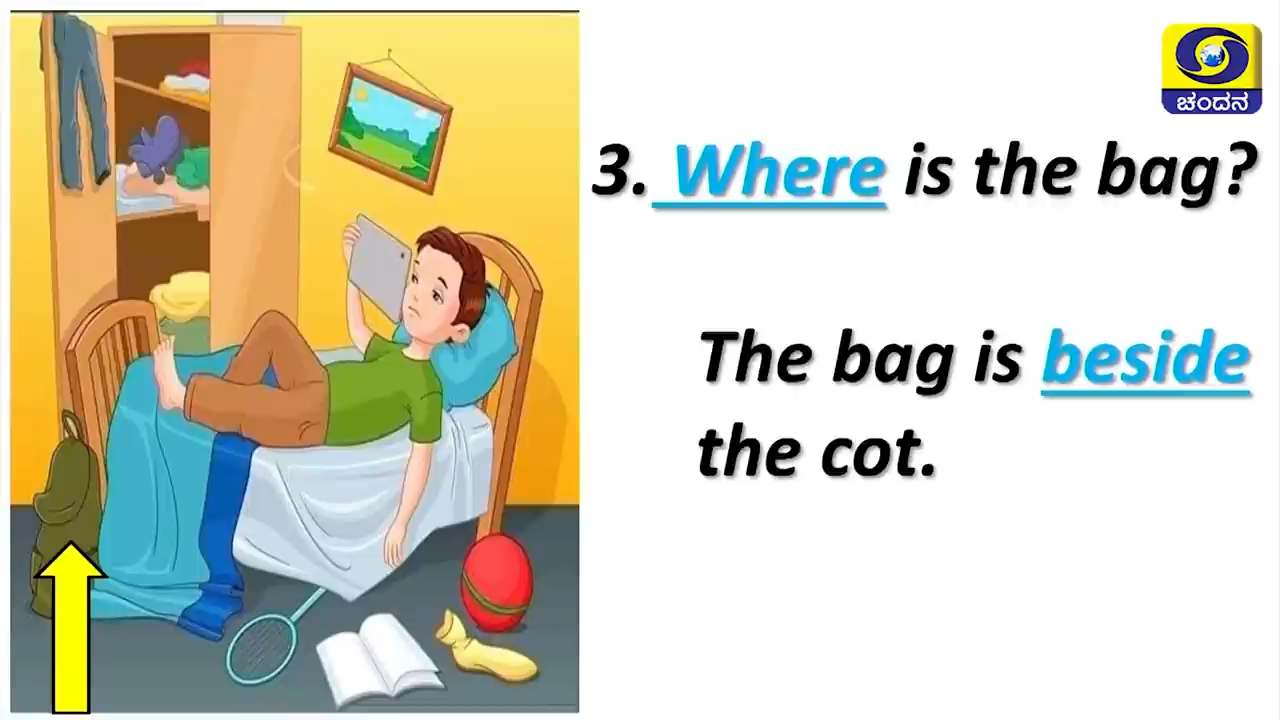 ಚಂದನ
3. Where is the bag?
The bag is beside
the cot.